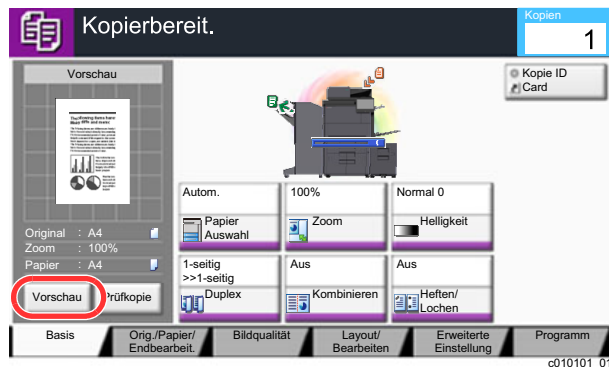 Kopierbereit.
Kopien
1
Vorschau
Kopie ID
Card
Original : A4
Zoom : 100%
Papier : A4
Vorschau
Prüfkopie
Autom.
Papier
Auswahl
100%
Zoom
Normal 0
Helligkeit
1-seitig
>>1-seitig
Duplex
Aus
Kombinieren
Aus
Heften/
Lochen
Basis
Orig./Papier/
Endbearbeit.
Bildqualität
Layout/
Bearbeiten
Erweiterte
Einstellung
Programm
c010101_01